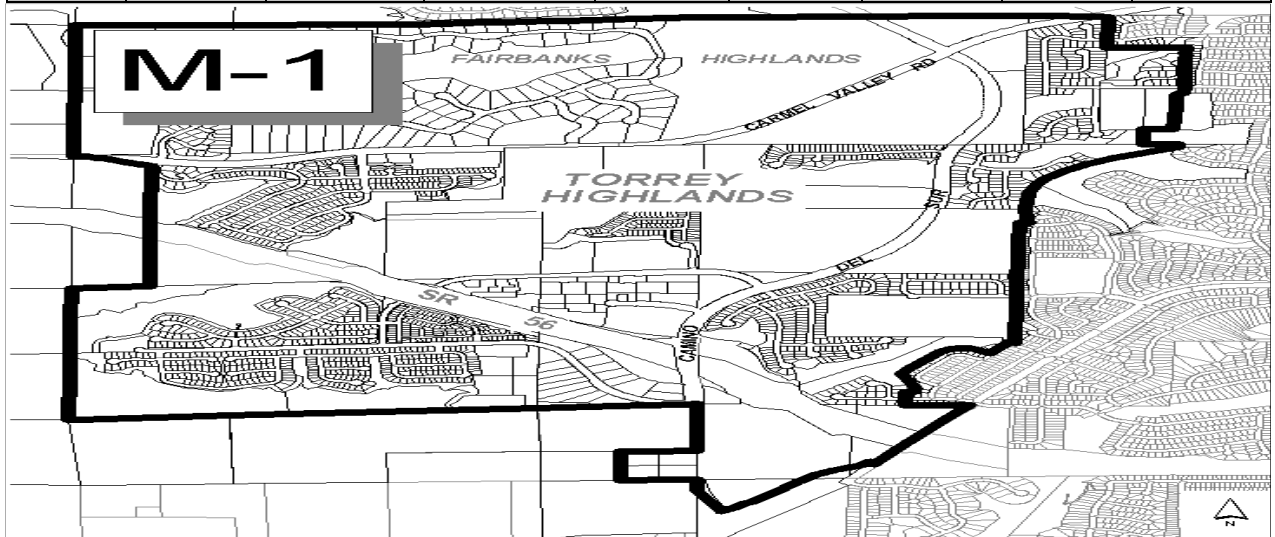 M-1
FAIRBANKS HIGHLANDS
CARMEL VALLEY RD
TORREY
HIGHLANDS
SUR
DEL
SR 56
CAMINO
N